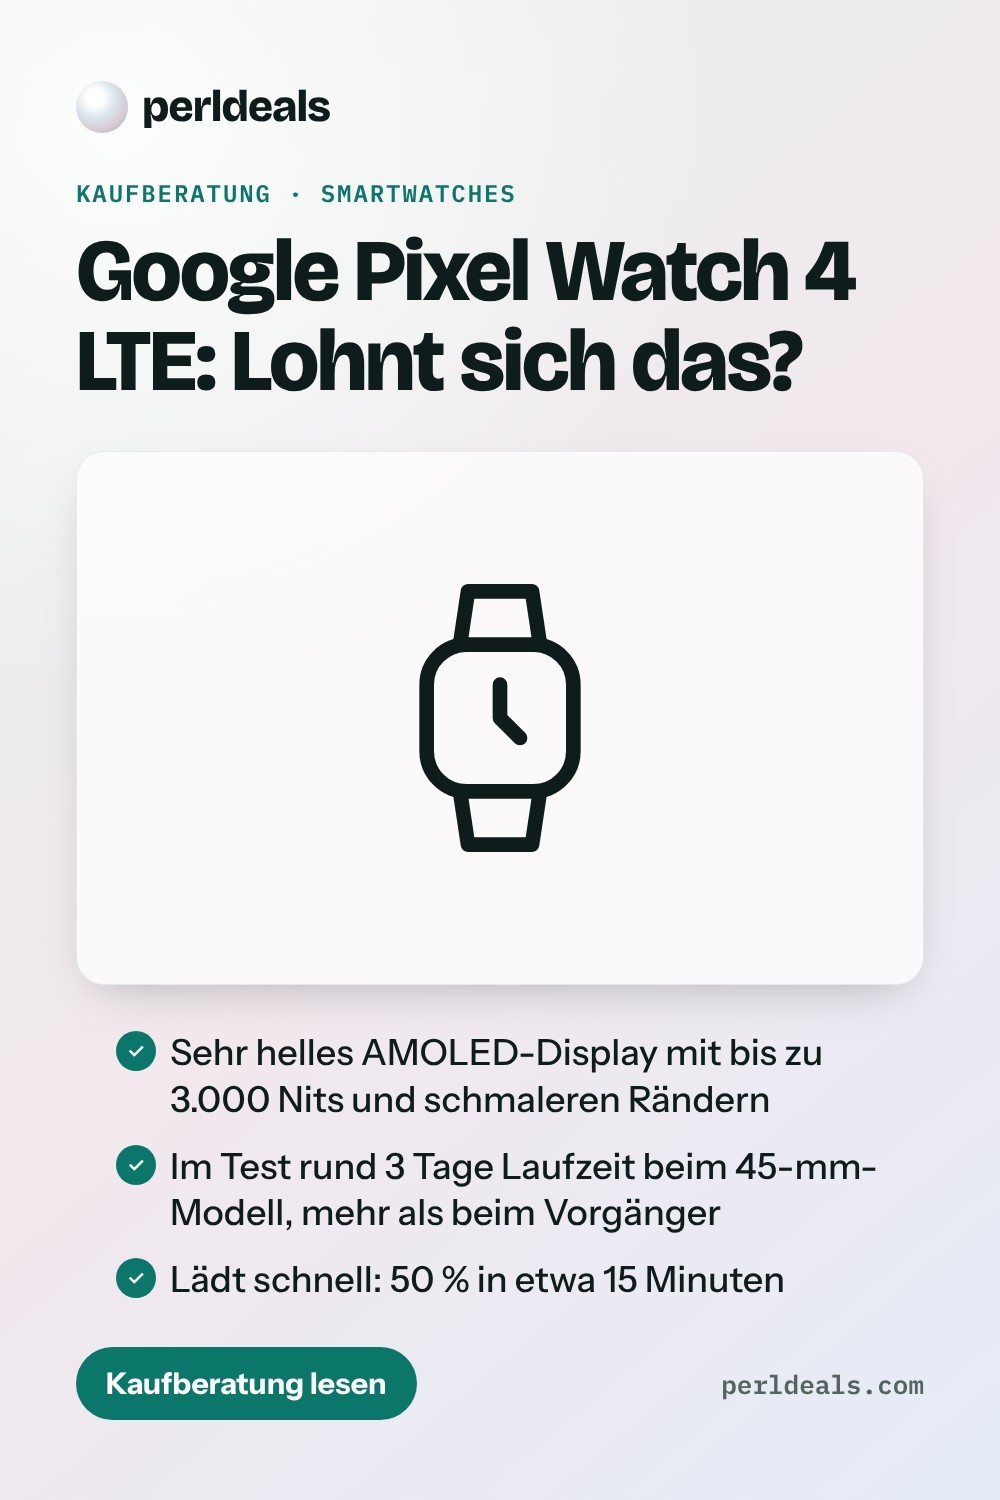 perldeals
KAUFBERATUNG · SMARTWATCHES
Google Pixel Watch 4
LTE: Lohnt sich das?
Sehr helles AMOLED-Display mit bis zu
3.000 Nits und schmaleren Rändern
Im Test rund 3 Tage Laufzeit beim 45-mm-
Modell, mehr als beim Vorgänger
Lädt schnell: 50 % in etwa 15 Minuten
Kaufberatung lesen
perldeals.com